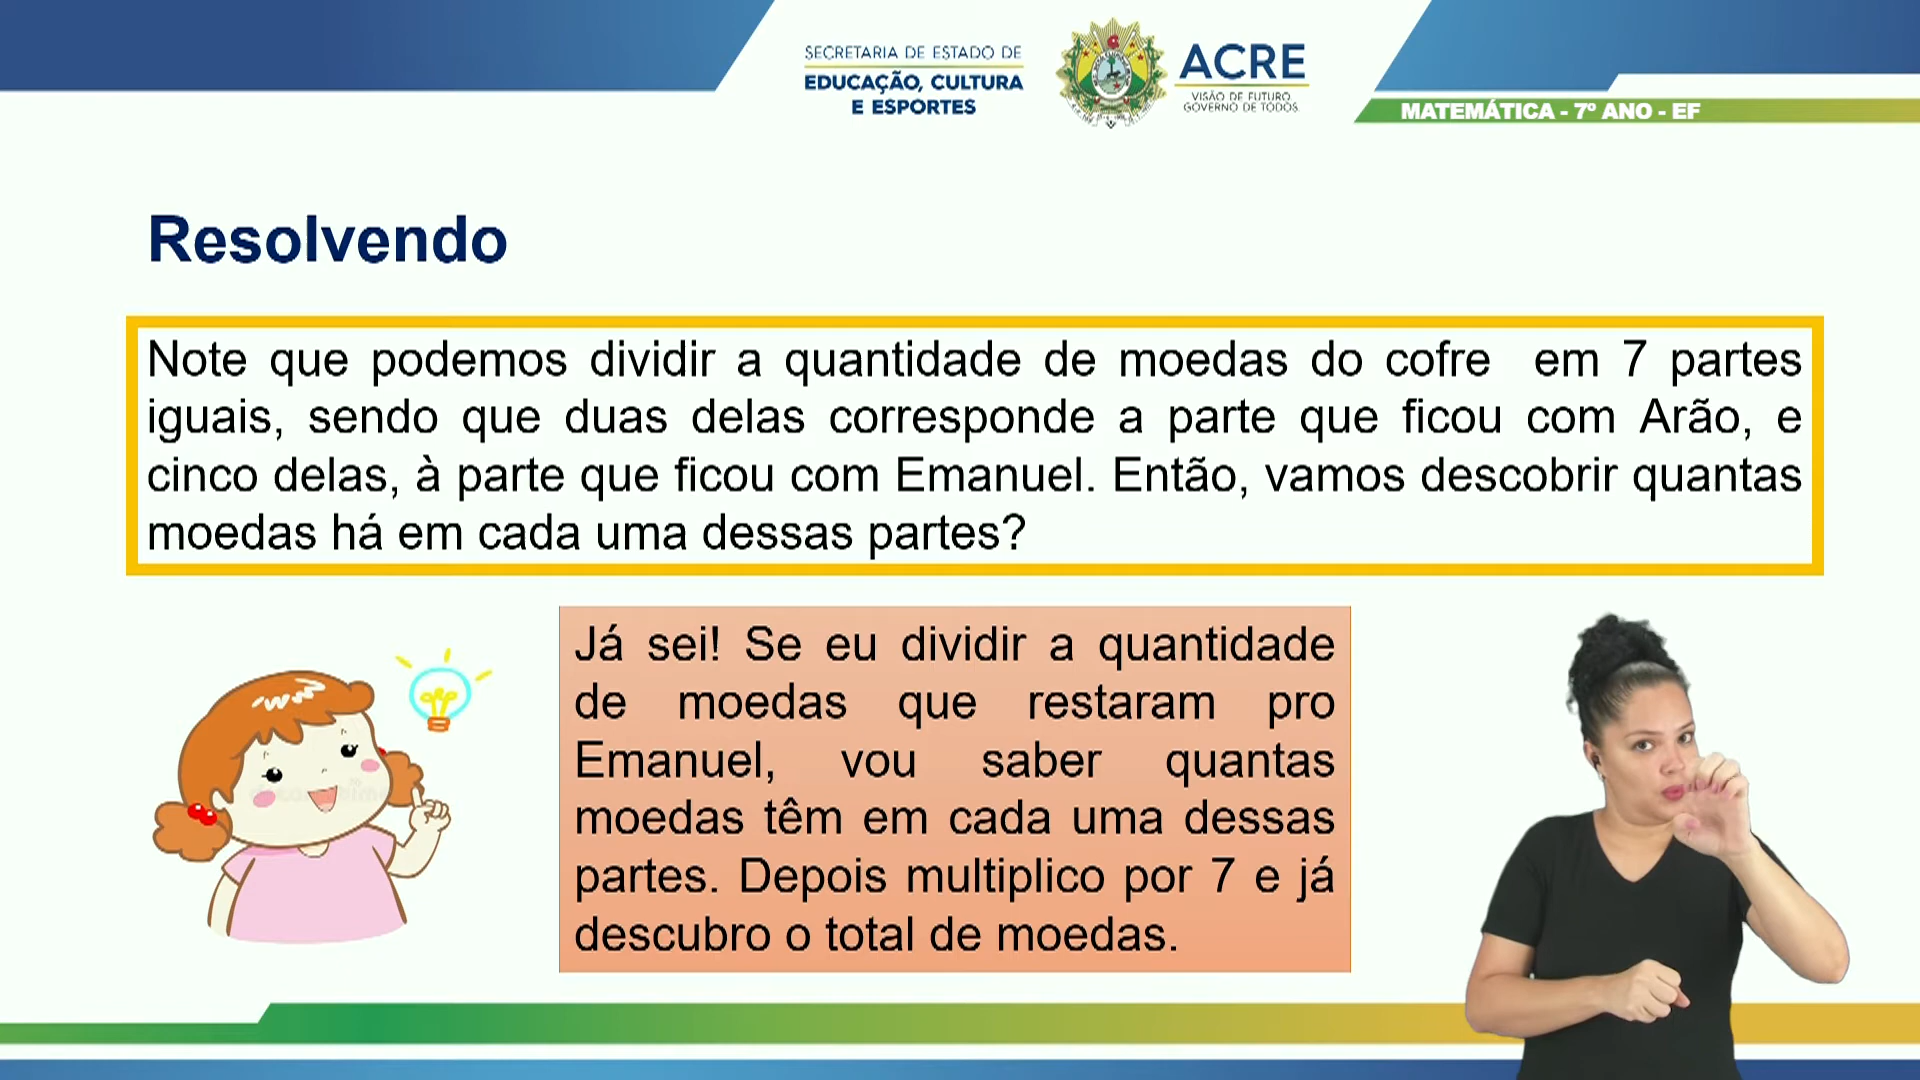 SECRETARIA DE ESTADO DE
EDUCAÇÃO, CULTURA
E ESPORTES
ACRE
VISÃO DE FUTURO,
GOVERNO DE TODOS.
MATEMÁTICA - 7º ANO - EF
Resolvendo
Note que podemos dividir a quantidade de moedas do cofre em 7 partes
iguais, sendo que duas delas corresponde a parte que ficou com Arão, e
cinco delas, à parte que ficou com Emanuel. Então, vamos descobrir quantas
moedas há em cada uma dessas partes?
Já sei! Se eu dividir a quantidade
de moedas que restaram pro
Emanuel, vou saber quantas
moedas têm em cada uma dessas
partes. Depois multiplico por 7 e já
descubro o total de moedas.